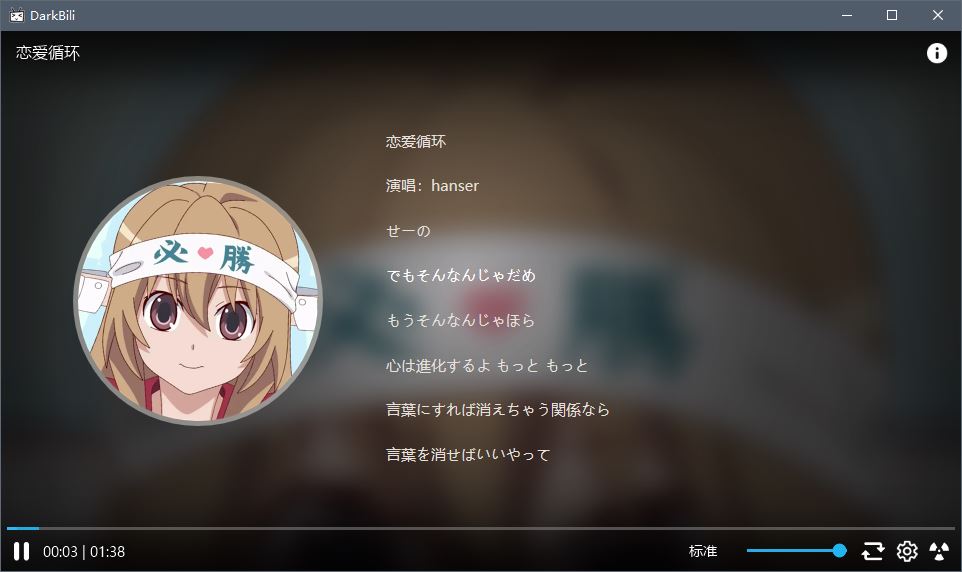 DarkBili
恋爱循环
恋爱循环
演唱：hanser
せーの
でもそんなんじゃだめ
もうそんなんじゃほら
心は進化するよ もっと もっと
言葉にすれば消えちゃう関係なら
言葉を消せばいいやって
必 勝
00:03 | 01:38
标准